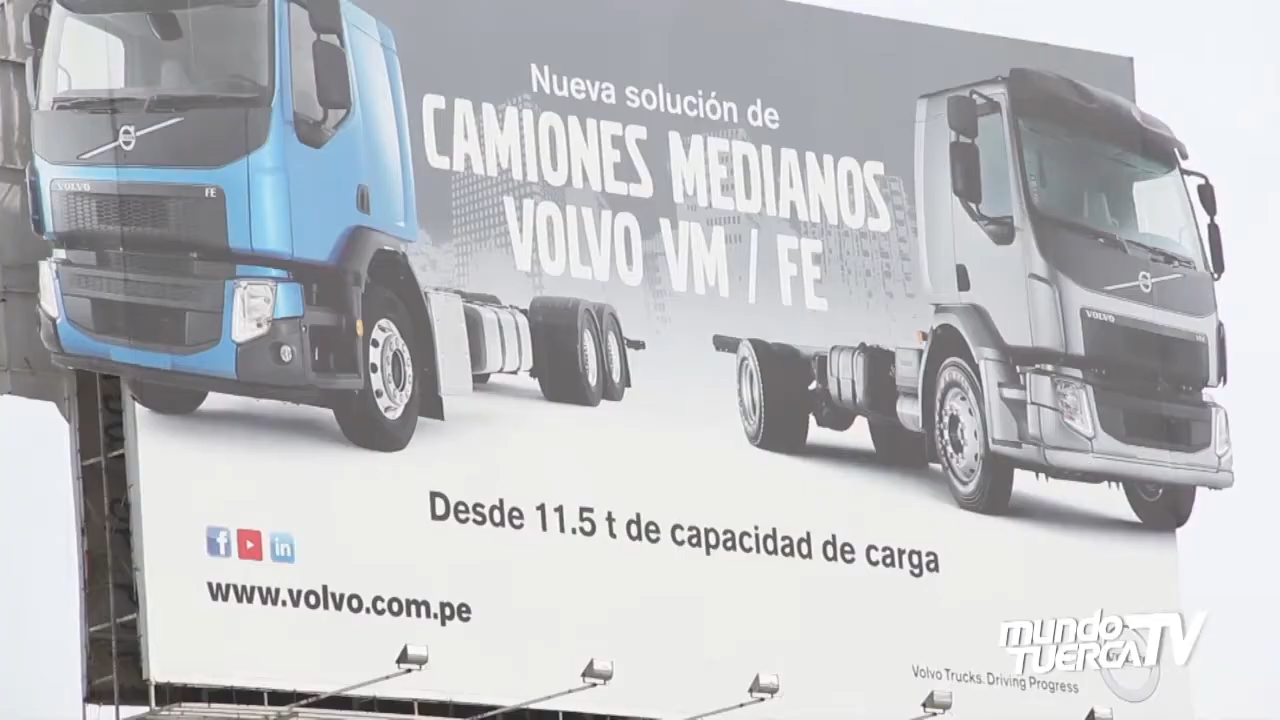 Nueva solución de
CAMIONES MEDIANOS
VOLVO VM / FE
VOLVO
FE
VOLVO
Desde 11.5 t de capacidad de carga
f
in
www.volvo.com.pe
Volvo Trucks. Driving Progress
mundo
TUERCA TV